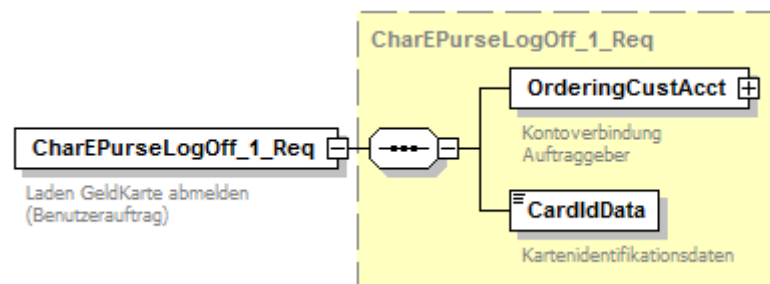 CharEPurseLogOff_1_Req
OrderingCustAcct
Kontoverbindung
Auftraggeber
CharEPurseLogOff_1_Req
Laden GeldKarte abmelden
(Benutzerauftrag)
CardIdData
Kartenidentifikationsdaten